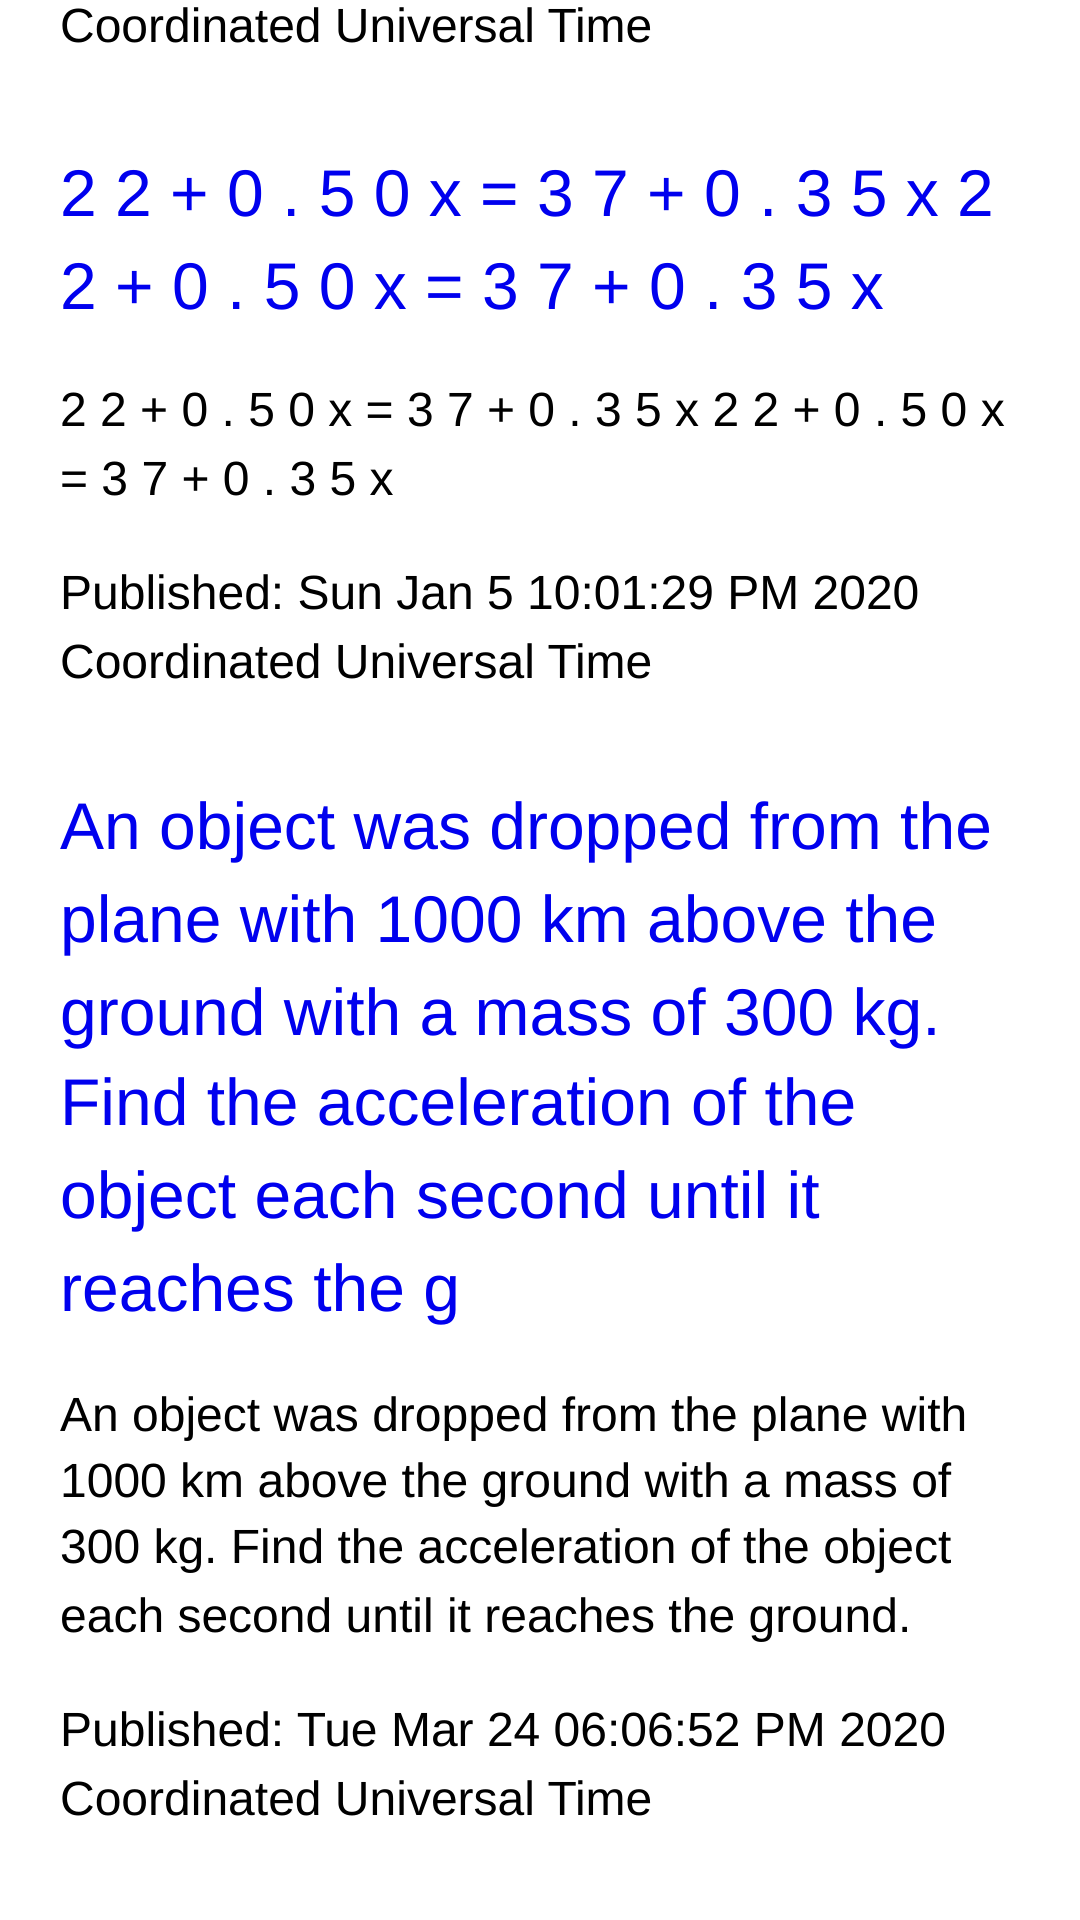 Coordinated Universal Time
2 2 + 0 . 5 0 x = 3 7 + 0 . 3 5 x 2
2 + 0 . 5 0 x = 3 7 + 0 . 3 5 x
2 2 + 0 . 5 0 x = 3 7 + 0 . 3 5 x 2 2 + 0 . 5 0 x
= 3 7 + 0 . 3 5 x
Published: Sun Jan 5 10:01:29 PM 2020
Coordinated Universal Time
An object was dropped from the
plane with 1000 km above the
ground with a mass of 300 kg.
Find the acceleration of the
object each second until it
reaches the g
An object was dropped from the plane with
1000 km above the ground with a mass of
300 kg. Find the acceleration of the object
each second until it reaches the ground.
Published: Tue Mar 24 06:06:52 PM 2020
Coordinated Universal Time